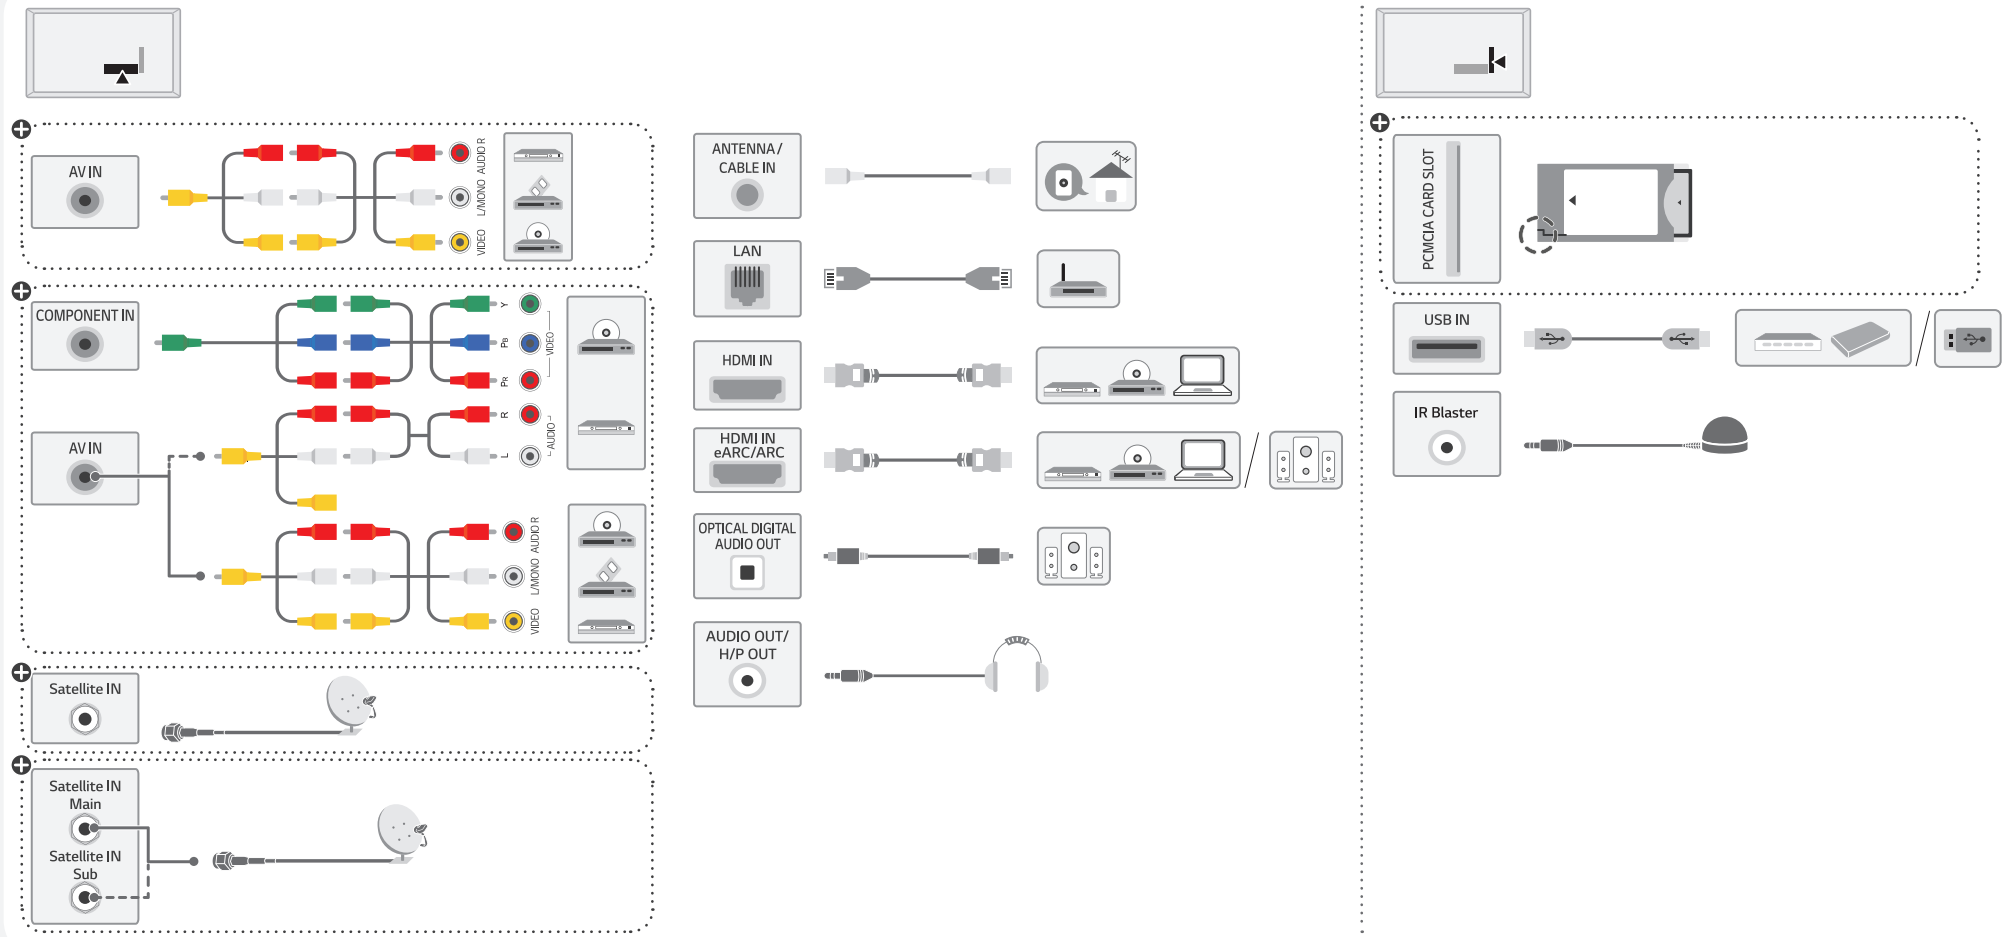 AV IN
VIDEO L/MONO AUDIO R
COMPONENT IN
Y
PB
PR
VIDEO
AV IN
R
L
AUDIO
VIDEO L/MONO AUDIO R
Satellite IN
Satellite IN
Main
Satellite IN
Sub
ANTENNA/
CABLE IN
LAN
HDMI IN
HDMI IN
eARC/ARC
OPTICAL DIGITAL
AUDIO OUT
AUDIO OUT/
H/P OUT
PCMCIA CARD SLOT
USB IN
IR Blaster